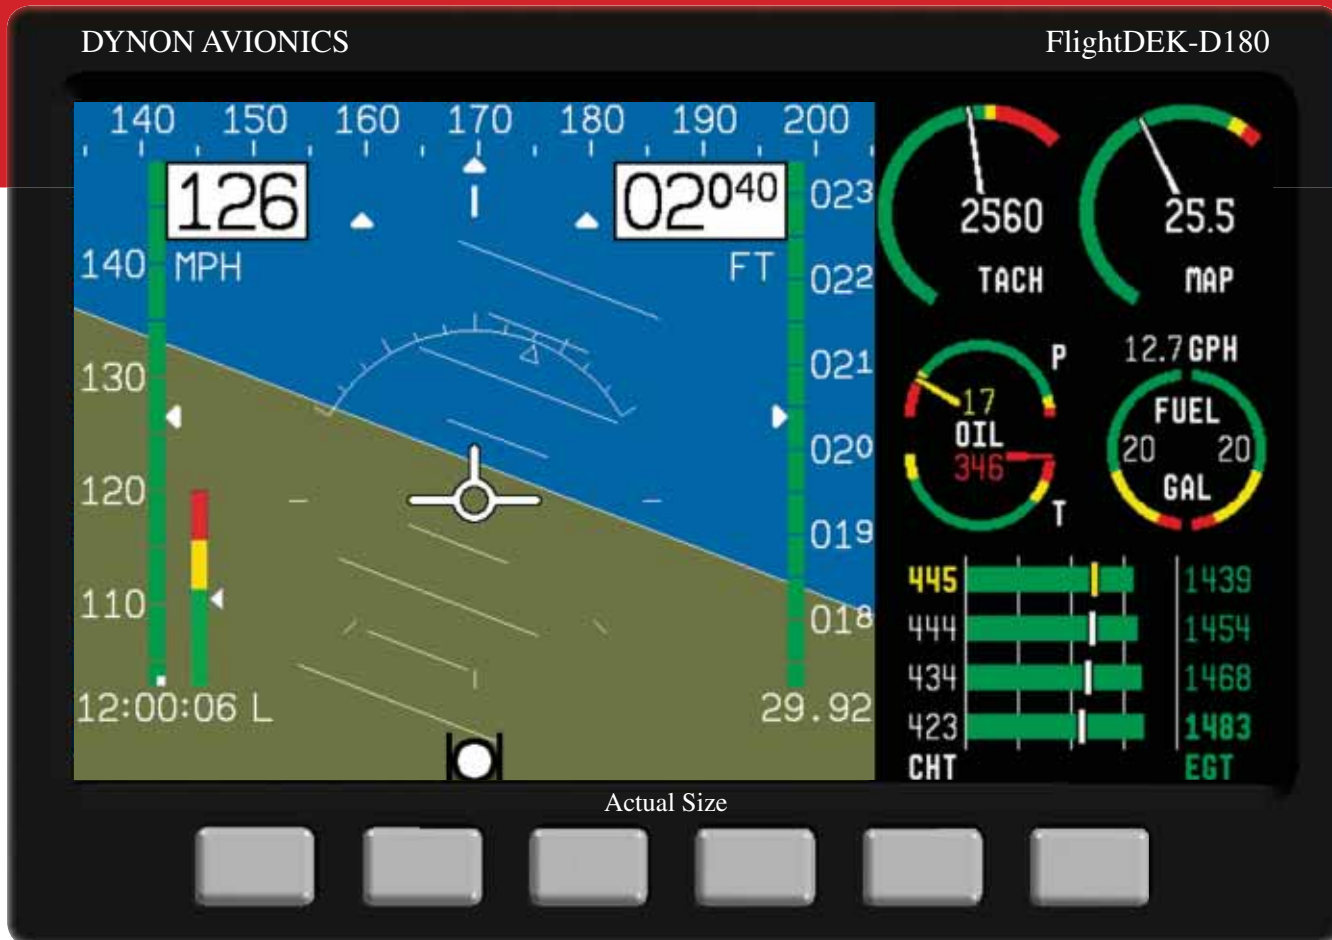 DYNON AVIONICS
FlightDEK-D180
140 150 160 170 180 190 200
126
MPH
02040
FT
140
130
120
110
023
022
021
020
019
018
12:00:06 L
29.92
2560
TACH
25.5
MAP
P
17
OIL
346
T
12.7 GPH
FUEL
20 20
GAL
445 1439
444 1454
434 1468
423 1483
CHT EGT
Actual Size